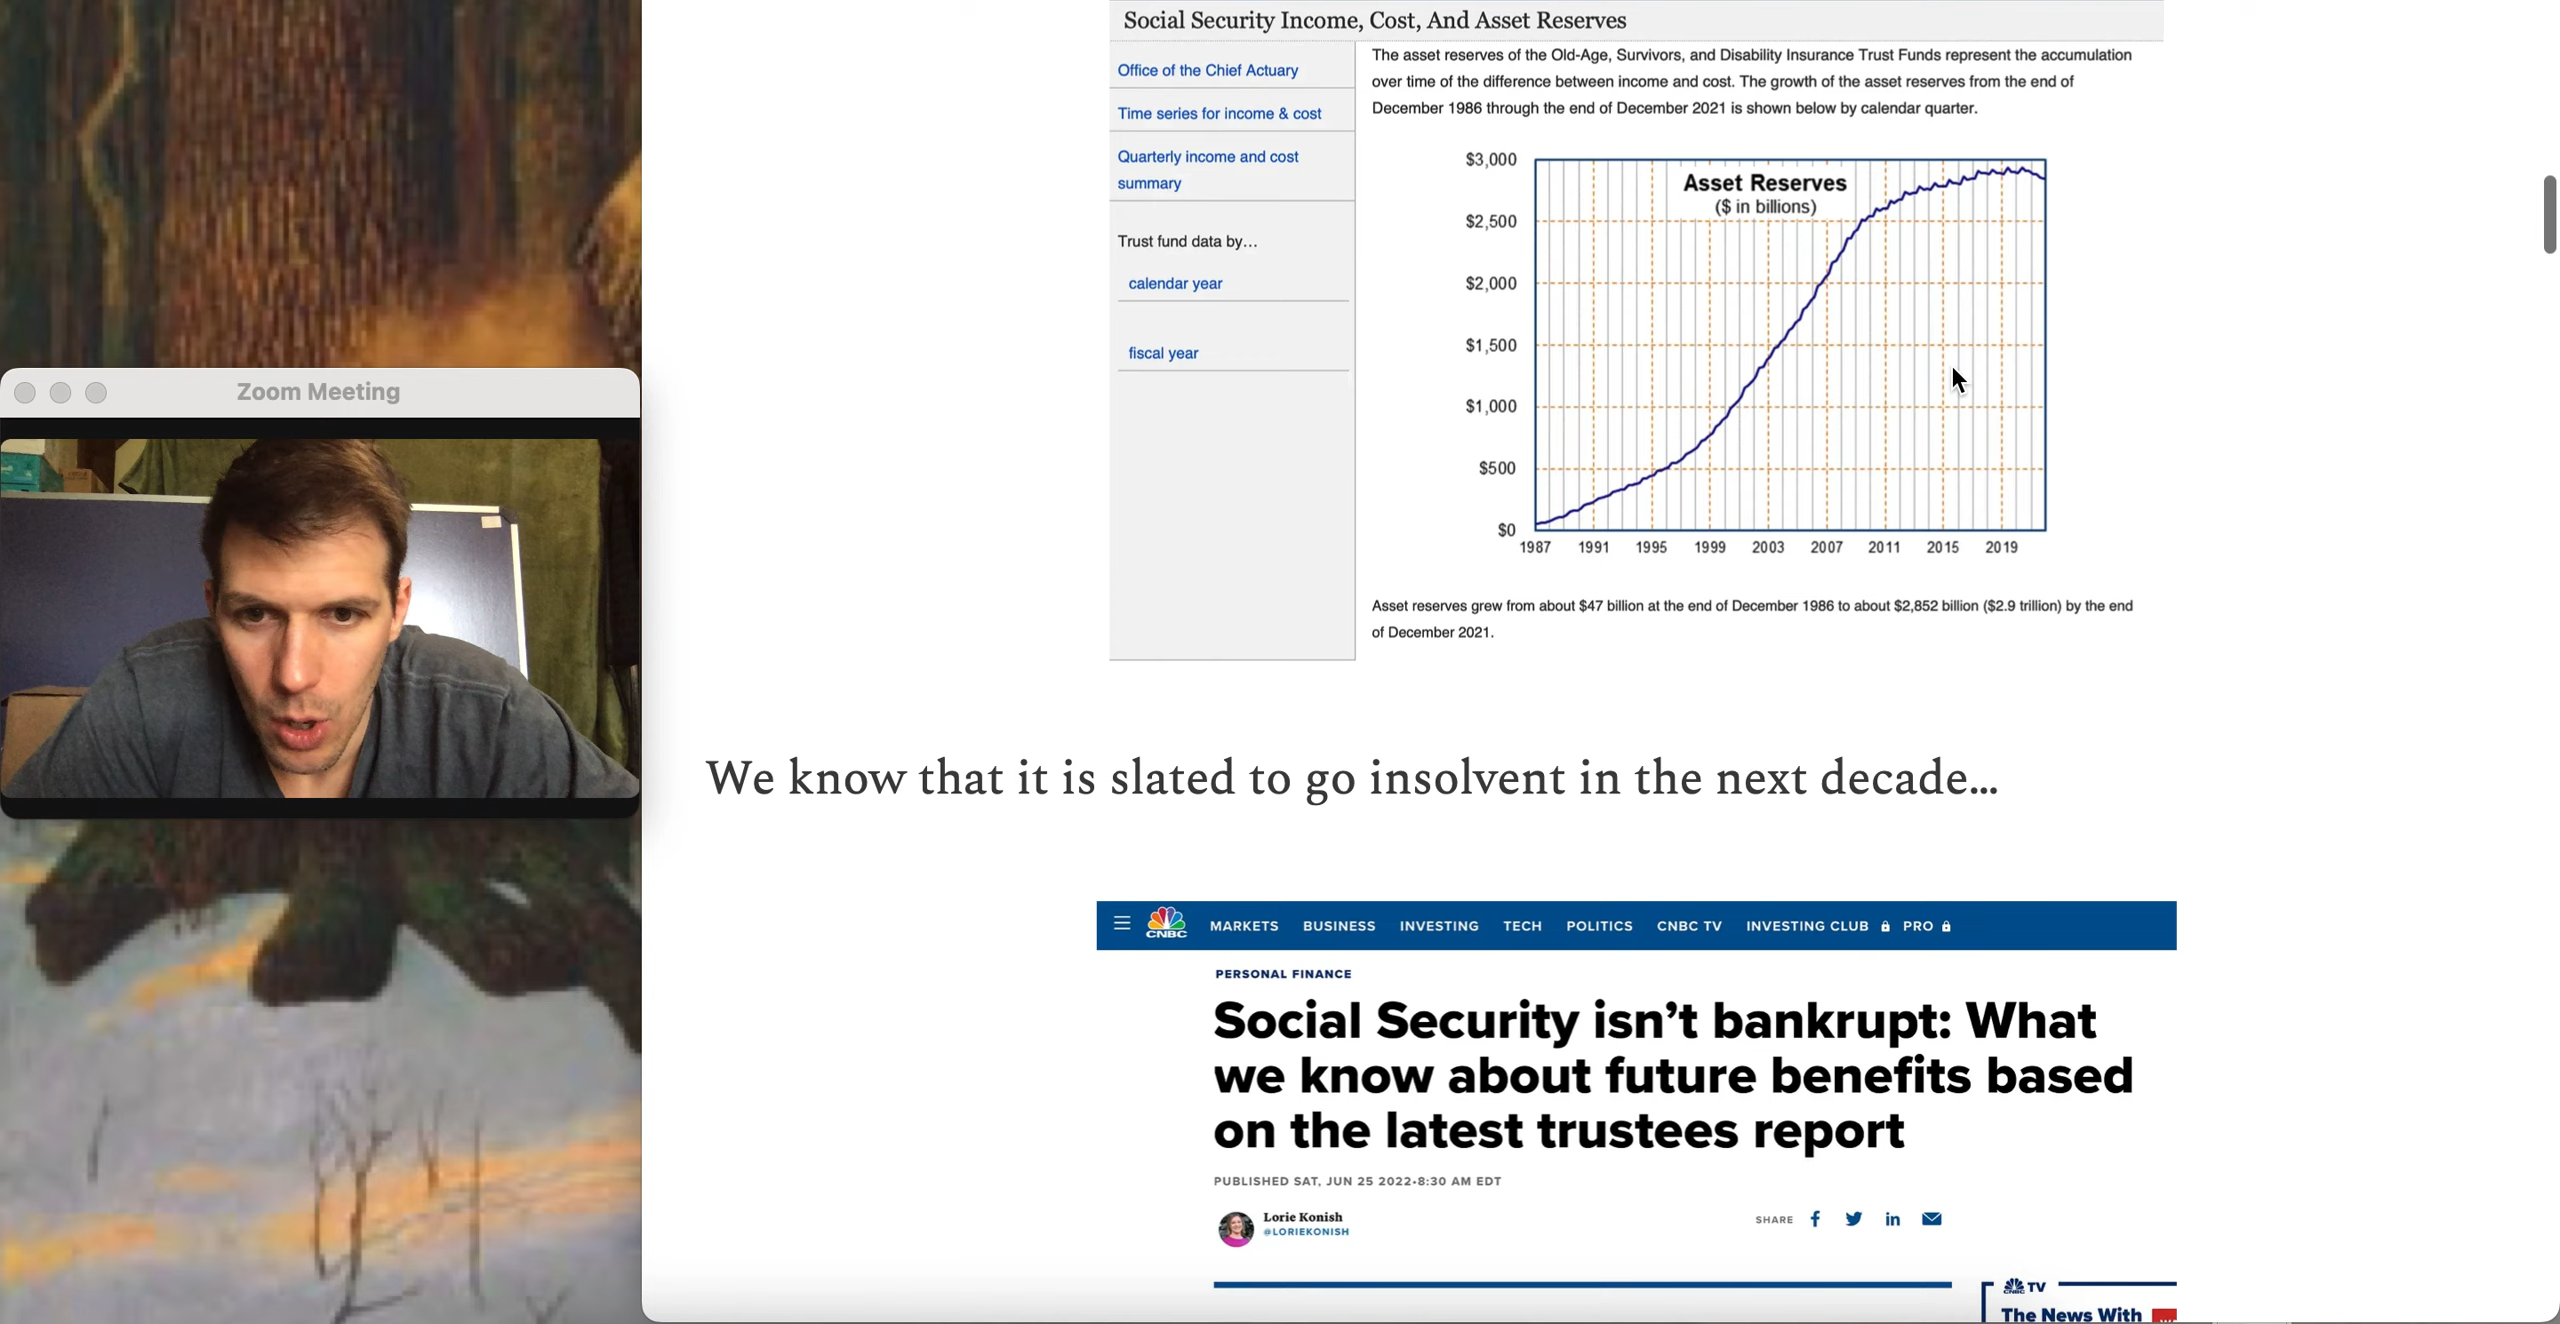 Social Security Income, Cost, And Asset Reserves
Office of the Chief Actuary
Time series for income & cost
Quarterly income and cost
summary
Trust fund data by...
calendar year
fiscal year
The asset reserves of the Old-Age, Survivors, and Disability Insurance Trust Funds represent the accumulation
over time of the difference between income and cost. The growth of the asset reserves from the end of
December 1986 through the end of December 2021 is shown below by calendar quarter.
Asset Reserves
($ in billions)
$3,000
$2,500
$2,000
$1,500
$1,000
$500
$0
1987 1991 1995 1999 2003 2007 2011 2015 2019
Asset reserves grew from about $47 billion at the end of December 1986 to about $2,852 billion ($2.9 trillion) by the end
of December 2021.
Zoom Meeting
We know that it is slated to go insolvent in the next decade...
CNBC
MARKETS BUSINESS INVESTING TECH POLITICS CNBC TV INVESTING CLUB PRO
PERSONAL FINANCE
Social Security isn’t bankrupt: What
we know about future benefits based
on the latest trustees report
PUBLISHED SAT, JUN 25 2022•8:30 AM EDT
Lorie Konish
@LORIEKONISH
SHARE
CNBC TV
The News With